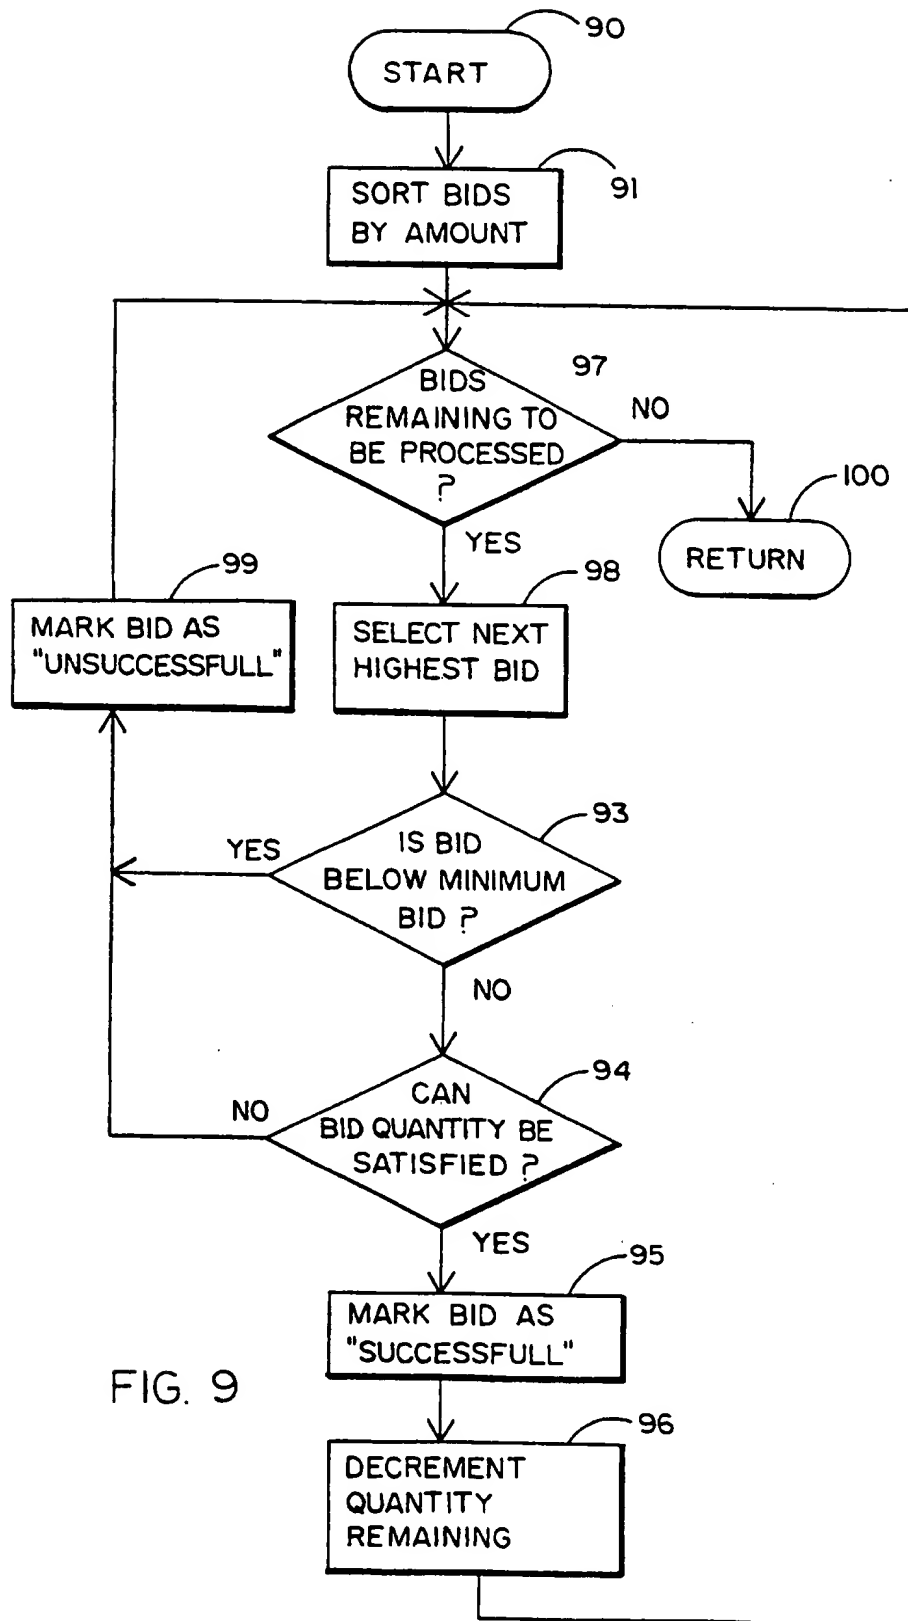 90
START
91
SORT BIDS
BY AMOUNT
97
BIDS
REMAINING TO
BE PROCESSED
?
NO
100
RETURN
YES
99
MARK BID AS
"UNSUCCESSFULL"
98
SELECT NEXT
HIGHEST BID
93
YES
IS BID
BELOW MINIMUM
BID ?
NO
94
NO
CAN
BID QUANTITY BE
SATISFIED ?
YES
95
MARK BID AS
"SUCCESSFULL"
FIG. 9
96
DECREMENT
QUANTITY
REMAINING